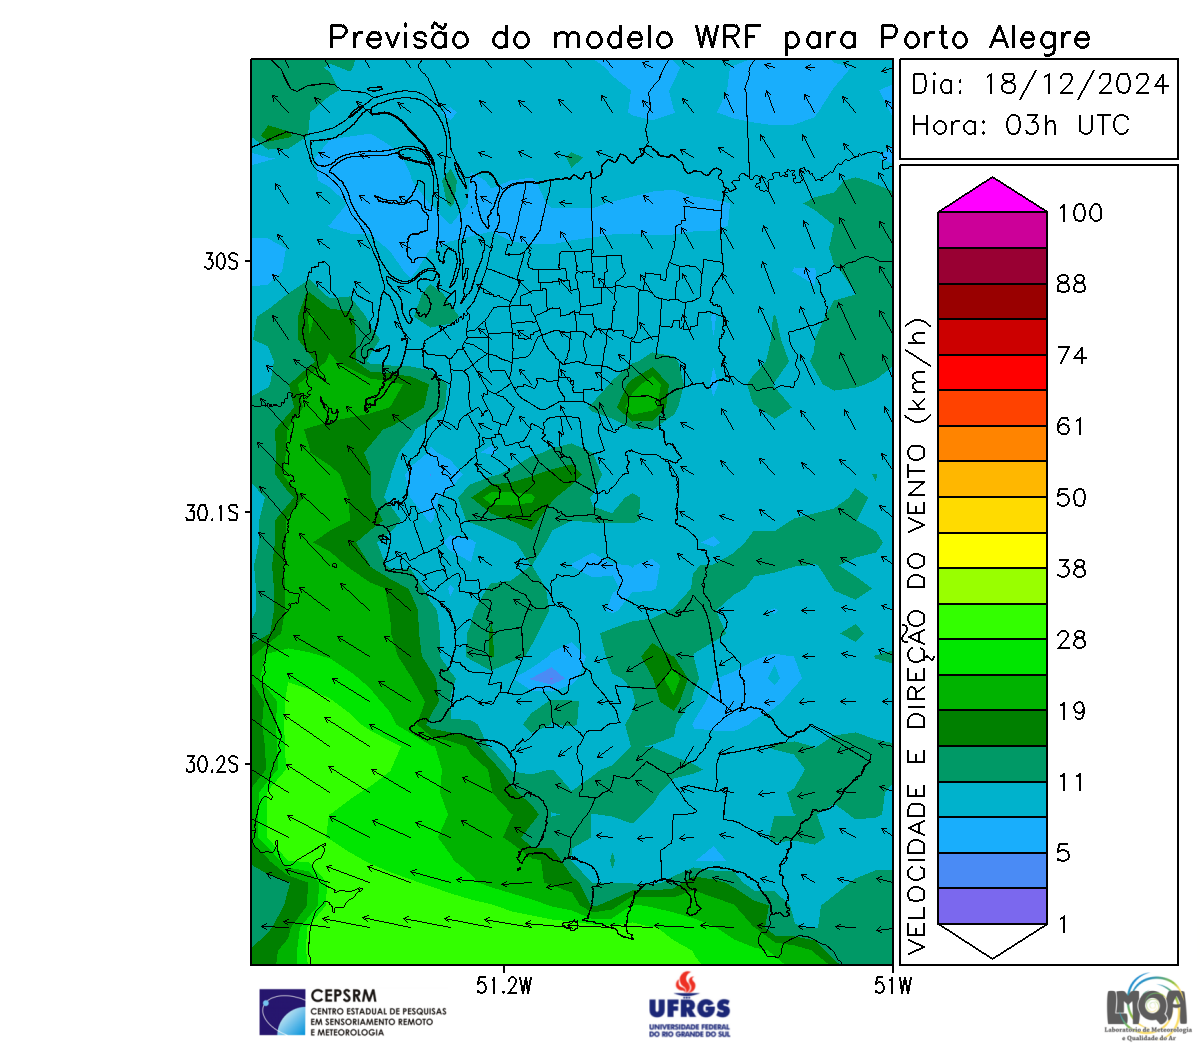 Previsão do modelo WRF para Porto Alegre
Dia: 18/12/2024
Hora: 03h UTC
30S
30.1S
30.2S
51.2W
51W
VELOCIDADE E DIREÇÃO DO VENTO (km/h)
100
88
74
61
50
38
28
19
11
5
1
CEPSRM
CENTRO ESTADUAL DE PESQUISAS
EM SENSORIAMENTO REMOTO
E METEOROLOGIA
UFRGS
UNIVERSIDADE FEDERAL
DO RIO GRANDE DO SUL
LMQA
Laboratório de Meteorologia
e Qualidade do Ar